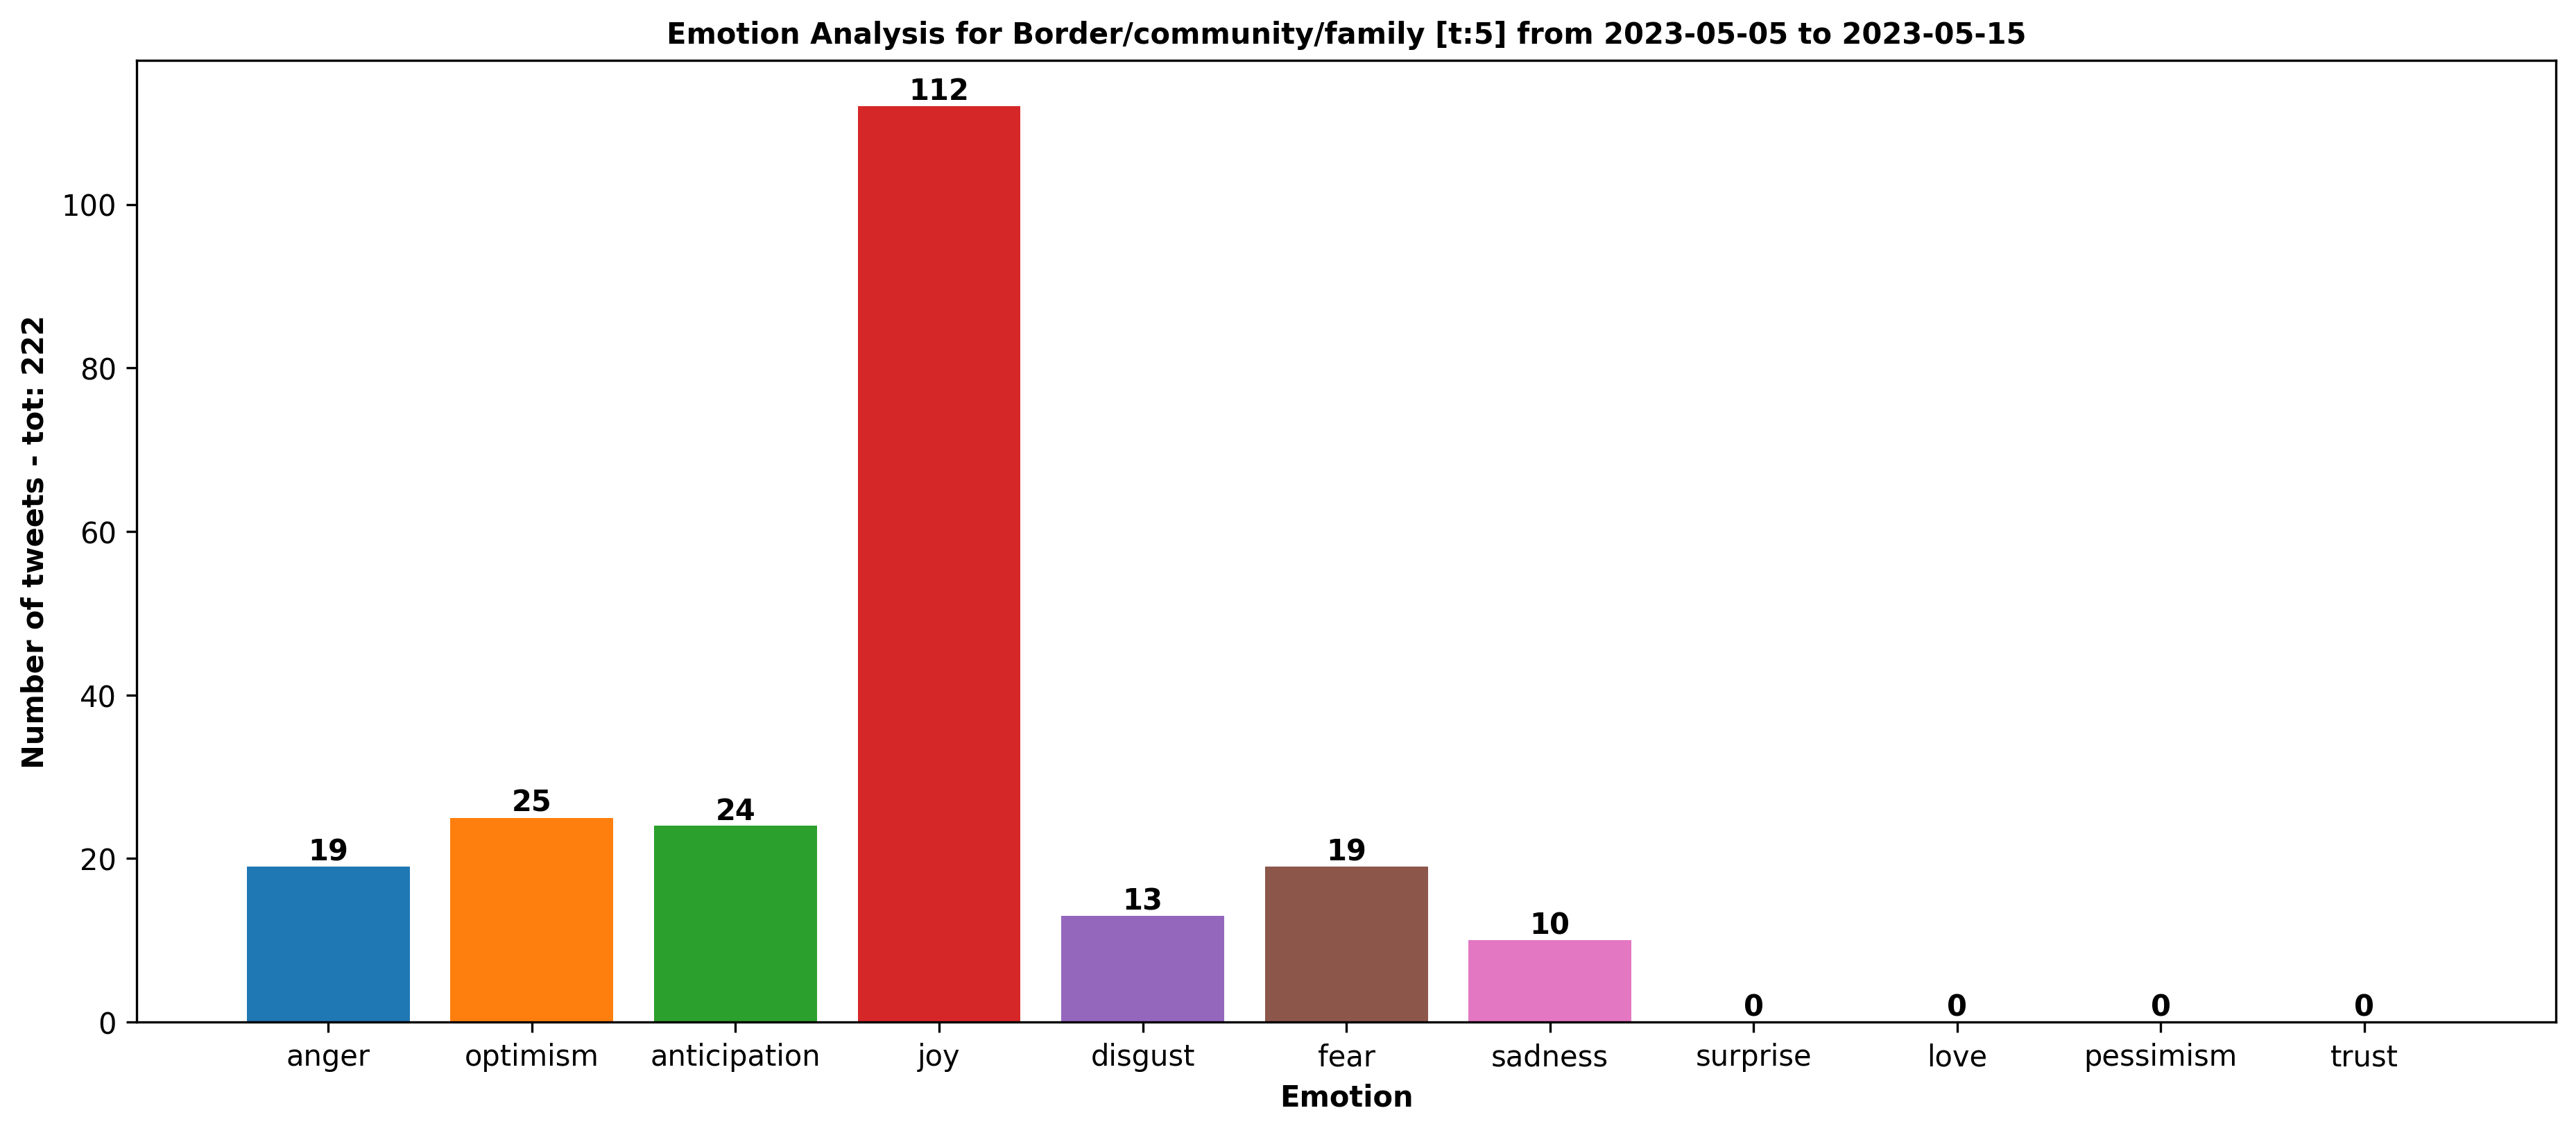 Emotion Analysis for Border/community/family [t:5] from 2023-05-05 to 2023-05-15
Number of tweets - tot: 222
100
80
60
40
20
0
19
25
24
112
13
19
10
0
0
0
0
anger
optimism
anticipation
joy
disgust
fear
sadness
surprise
love
pessimism
trust
Emotion